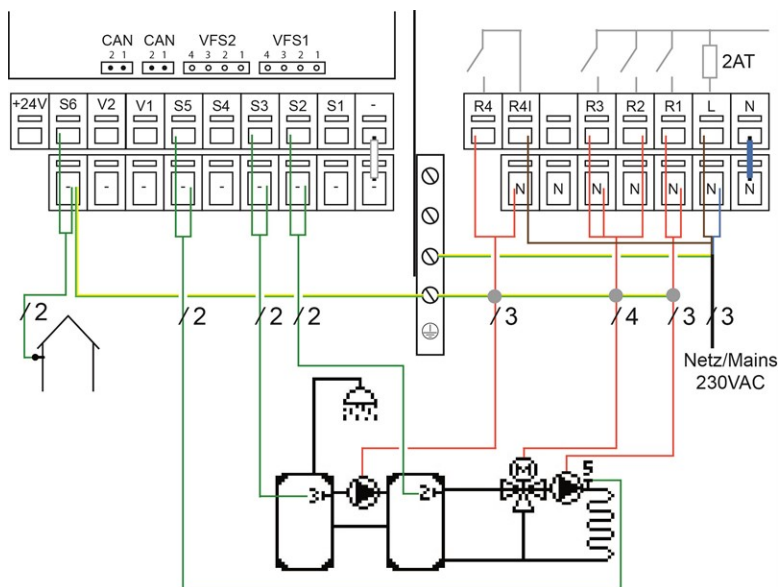 CAN CAN VFS2 VFS1
2 1 2 1 4 3 2 1 4 3 2 1
2AT
+24V S6 V2 V1 S5 S4 S3 S2 S1 - R4 R4I R3 R2 R1 L N
- - - - - - - - - N N N N N N
2 2 2 2 3 4 3 3
Netz/Mains
230VAC
M
S
3 2